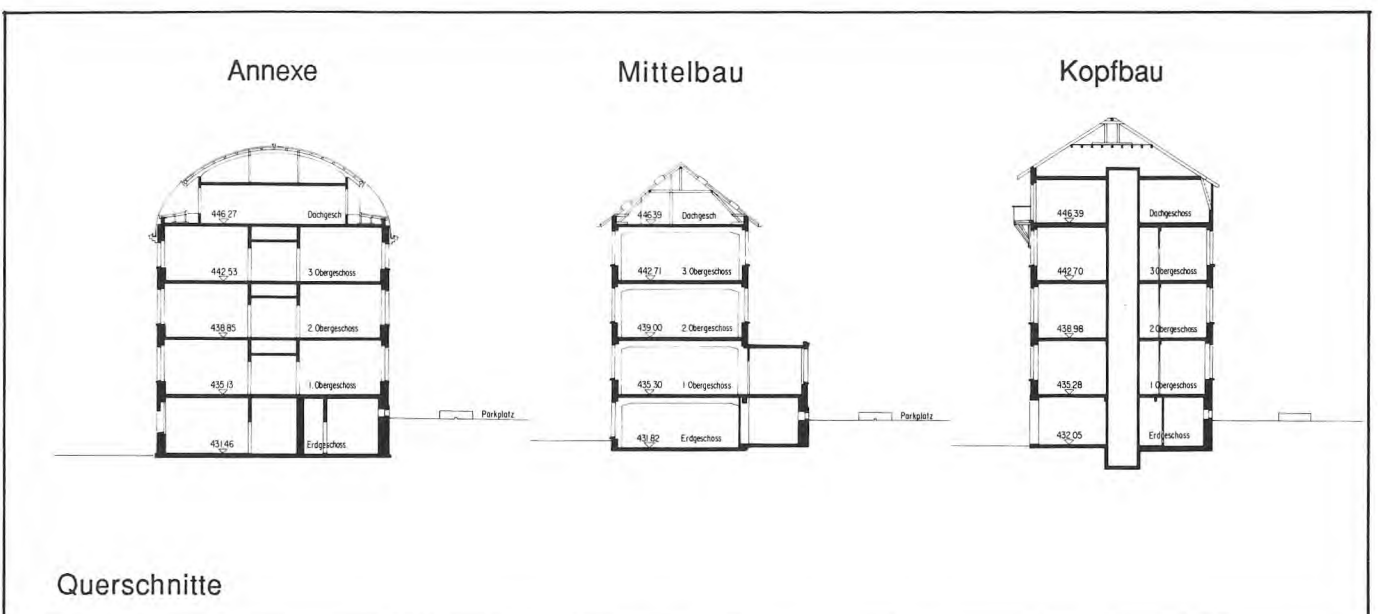 Annexe
Mittelbau
Kopfbau
446.27 Dachgesch
442.53 3.Obergeschoss
438.85 2.Obergeschoss
435.13 1.Obergeschoss
Parkplatz
431.46 Erdgeschoss
446.39 Dachgesch
442.71 3.Obergeschoss
439.00 2.Obergeschoss
435.30 1.Obergeschoss
Parkplatz
431.82 Erdgeschoss
446.39 Dachgeschoss
442.70 3.Obergeschoss
438.98 2.Obergeschoss
435.28 1.Obergeschoss
432.05 Erdgeschoss
Querschnitte